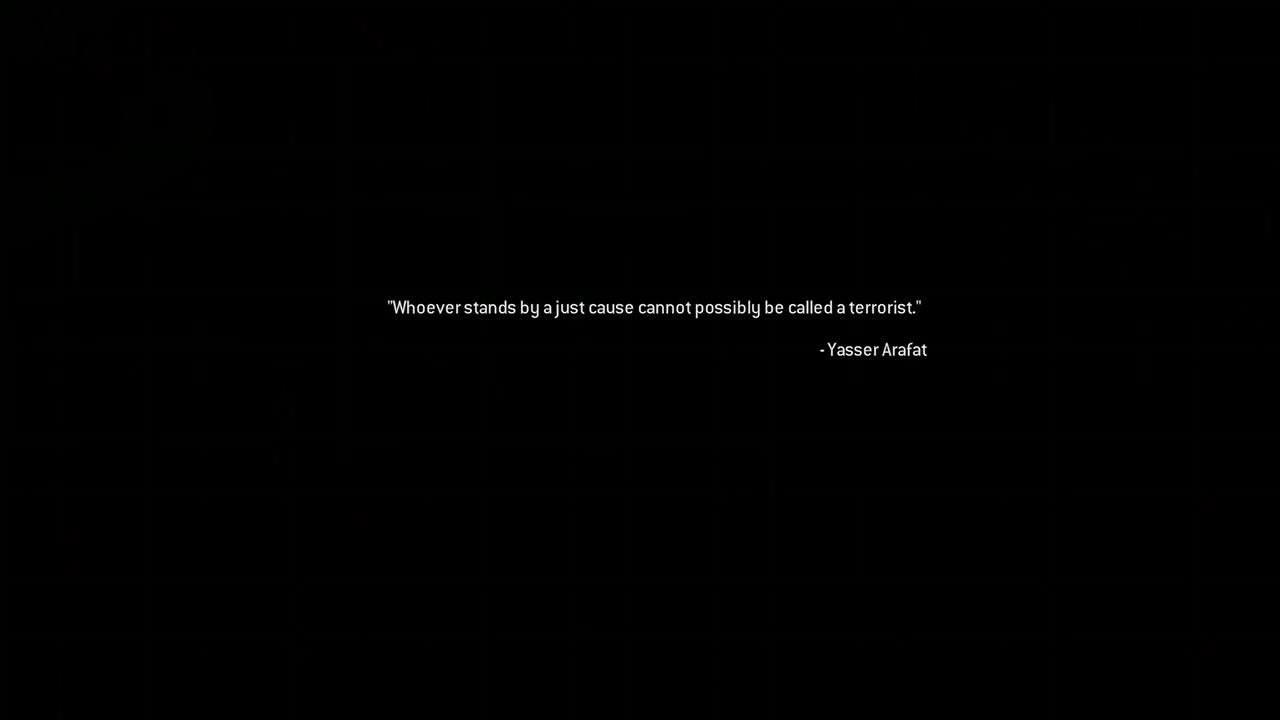 "Whoever stands by a just cause cannot possibly be called a terrorist."
- Yasser Arafat